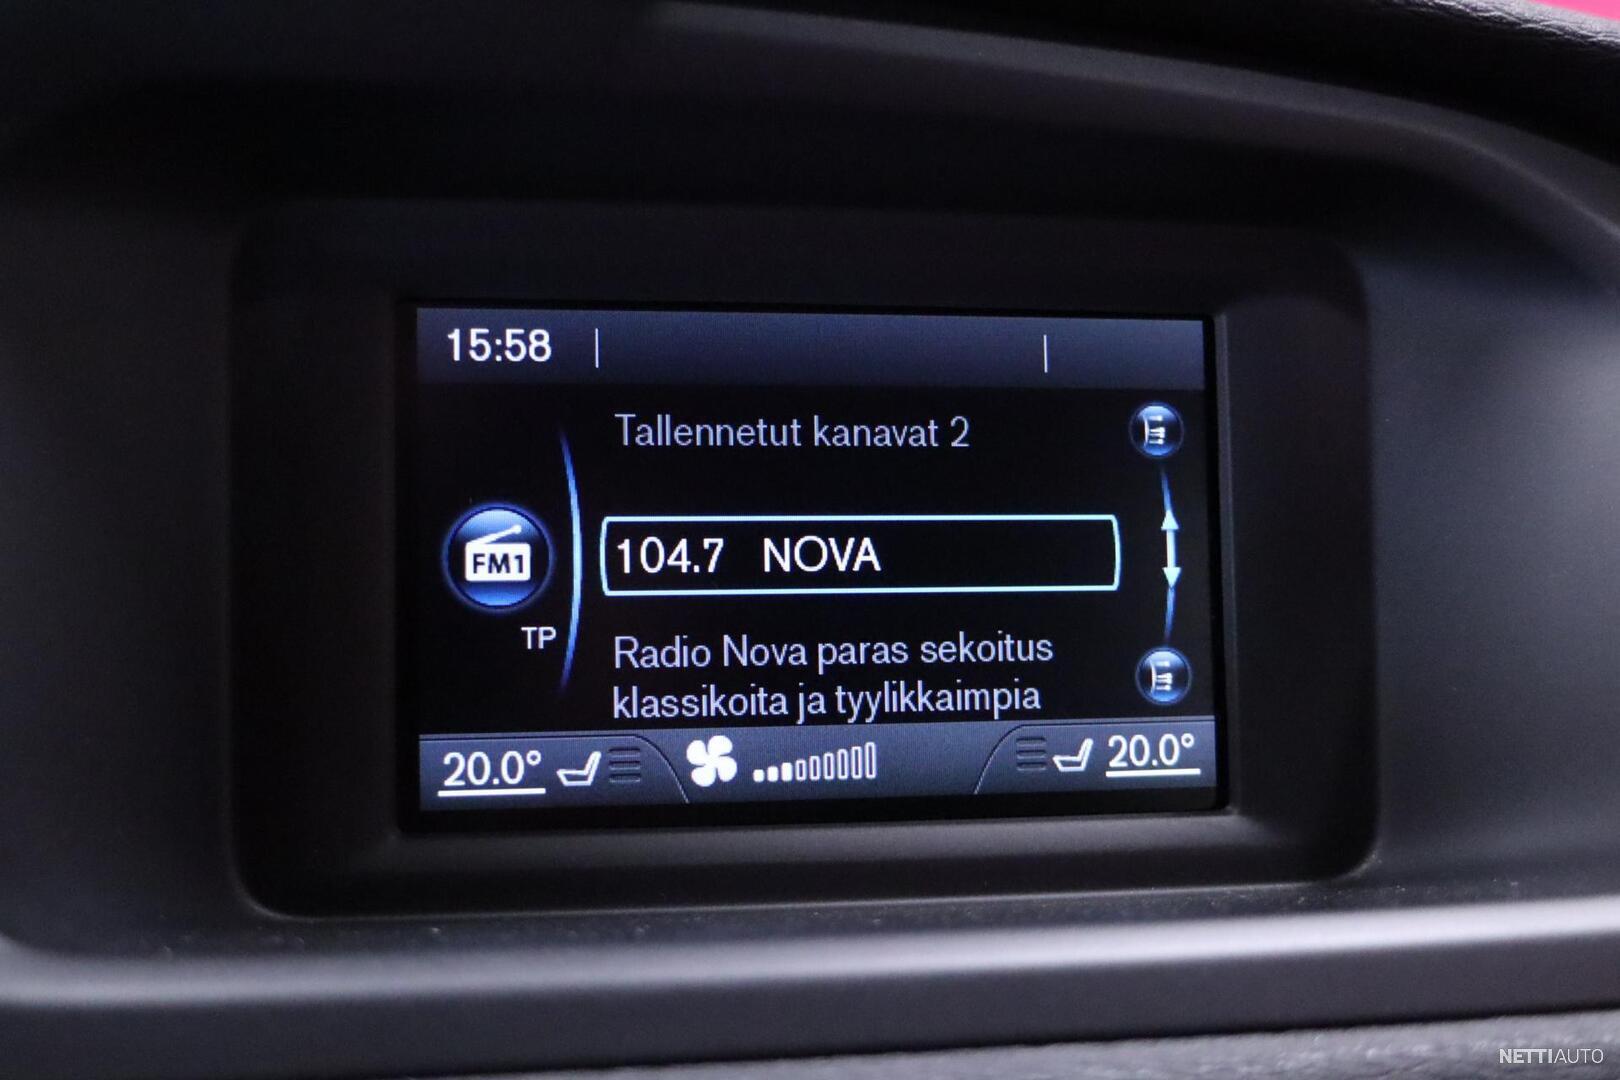 15:58
Tallennetut kanavat 2
FM1
104.7 NOVA
TP
Radio Nova paras sekoitus
klassikoita ja tyylikkaimpia
20.0°
20.0°
NETTIAUTO